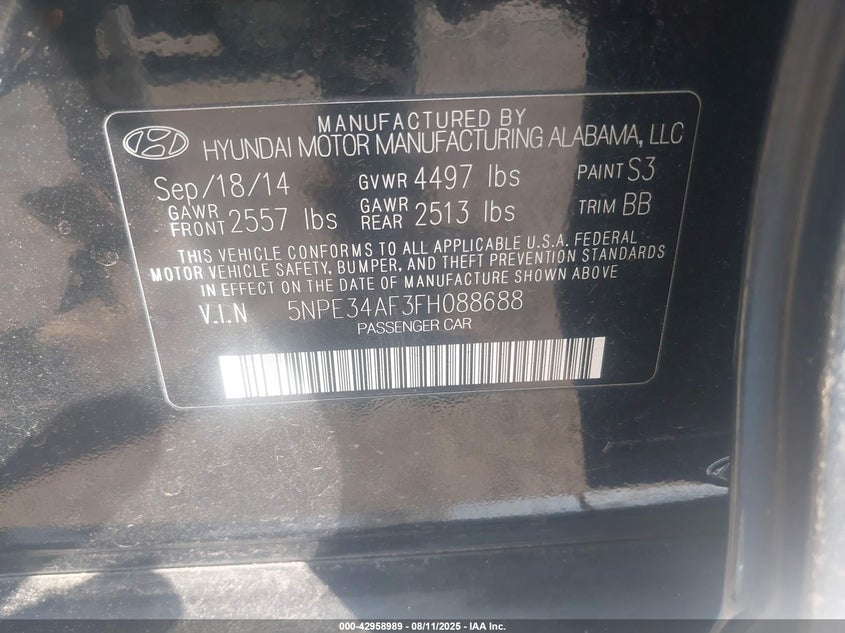 MANUFACTURED BY
HYUNDAI MOTOR MANUFACTURING ALABAMA, LLC
Sep/18/14 GVWR 4497 lbs PAINT S3
GAWR FRONT 2557 lbs GAWR REAR 2513 lbs TRIM BB
THIS VEHICLE CONFORMS TO ALL APPLICABLE U.S.A. FEDERAL
MOTOR VEHICLE SAFETY, BUMPER, AND THEFT PREVENTION STANDARDS
IN EFFECT ON THE DATE OF MANUFACTURE SHOWN ABOVE
V.I.N 5NPE34AF3FH088688
PASSENGER CAR
000-42958989 - 08/11/2025 - IAA Inc.